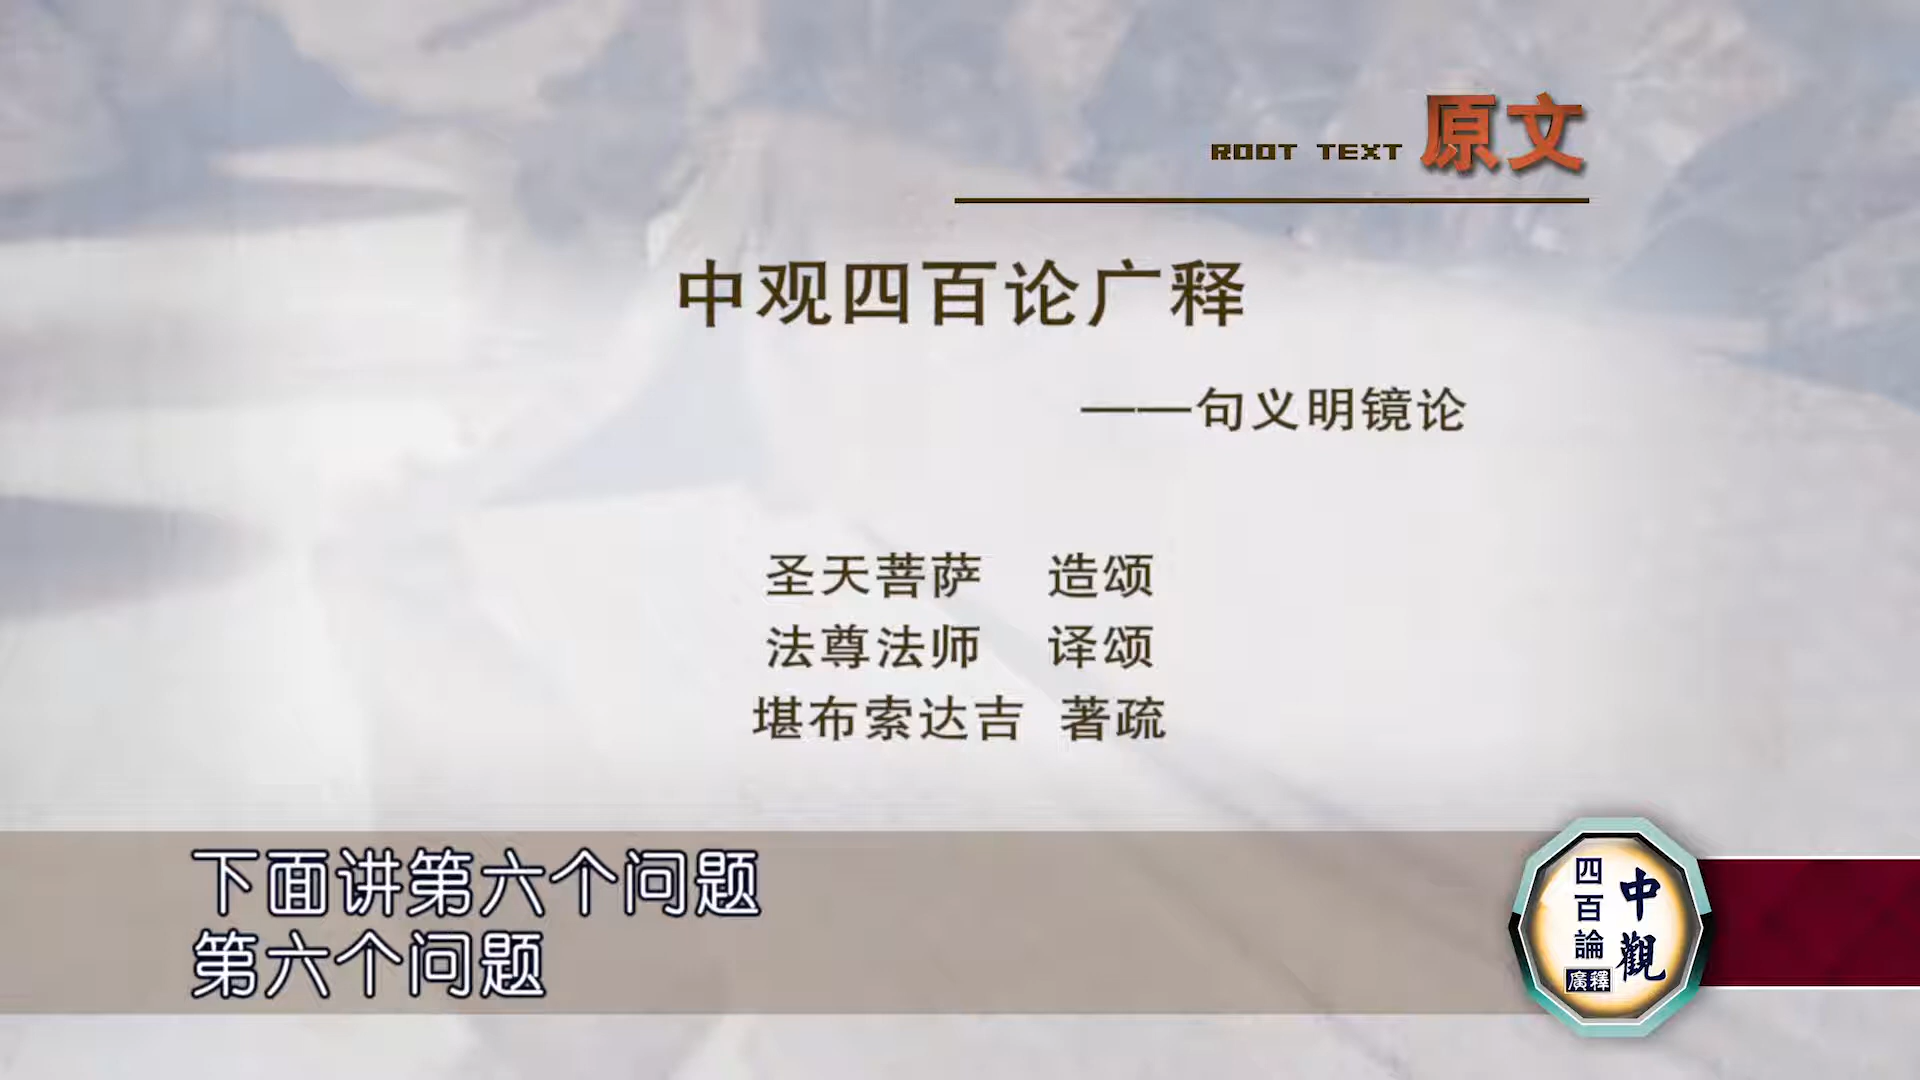 ROOT TEXT 原文
中观四百论广释
——句义明镜论
圣天菩萨 造颂
法尊法师 译颂
堪布索达吉 著疏
下面讲第六个问题
第六个问题
中觀
四百論
廣釋